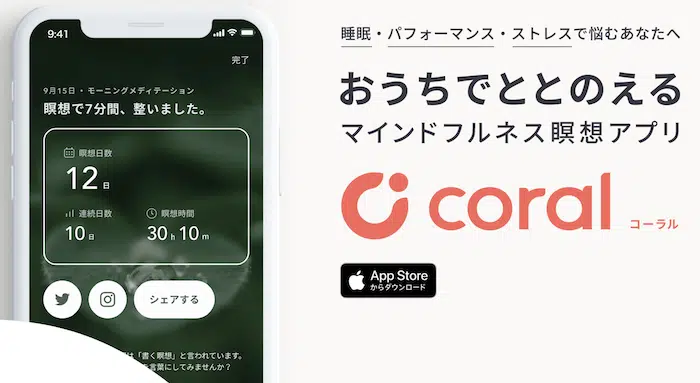 9:41
完了
9月15日・モーニングメディテーション
瞑想で7分間、整いました。
瞑想日数
12日
連続日数
10日
瞑想時間
30h10m
シェアする
は「書く瞑想」と言われています。
を言葉にしてみませんか？
睡眠・パフォーマンス・ストレスで悩むあなたへ
おうちでととのえる
マインドフルネス瞑想アプリ
coral コーラル
App Store
からダウンロード